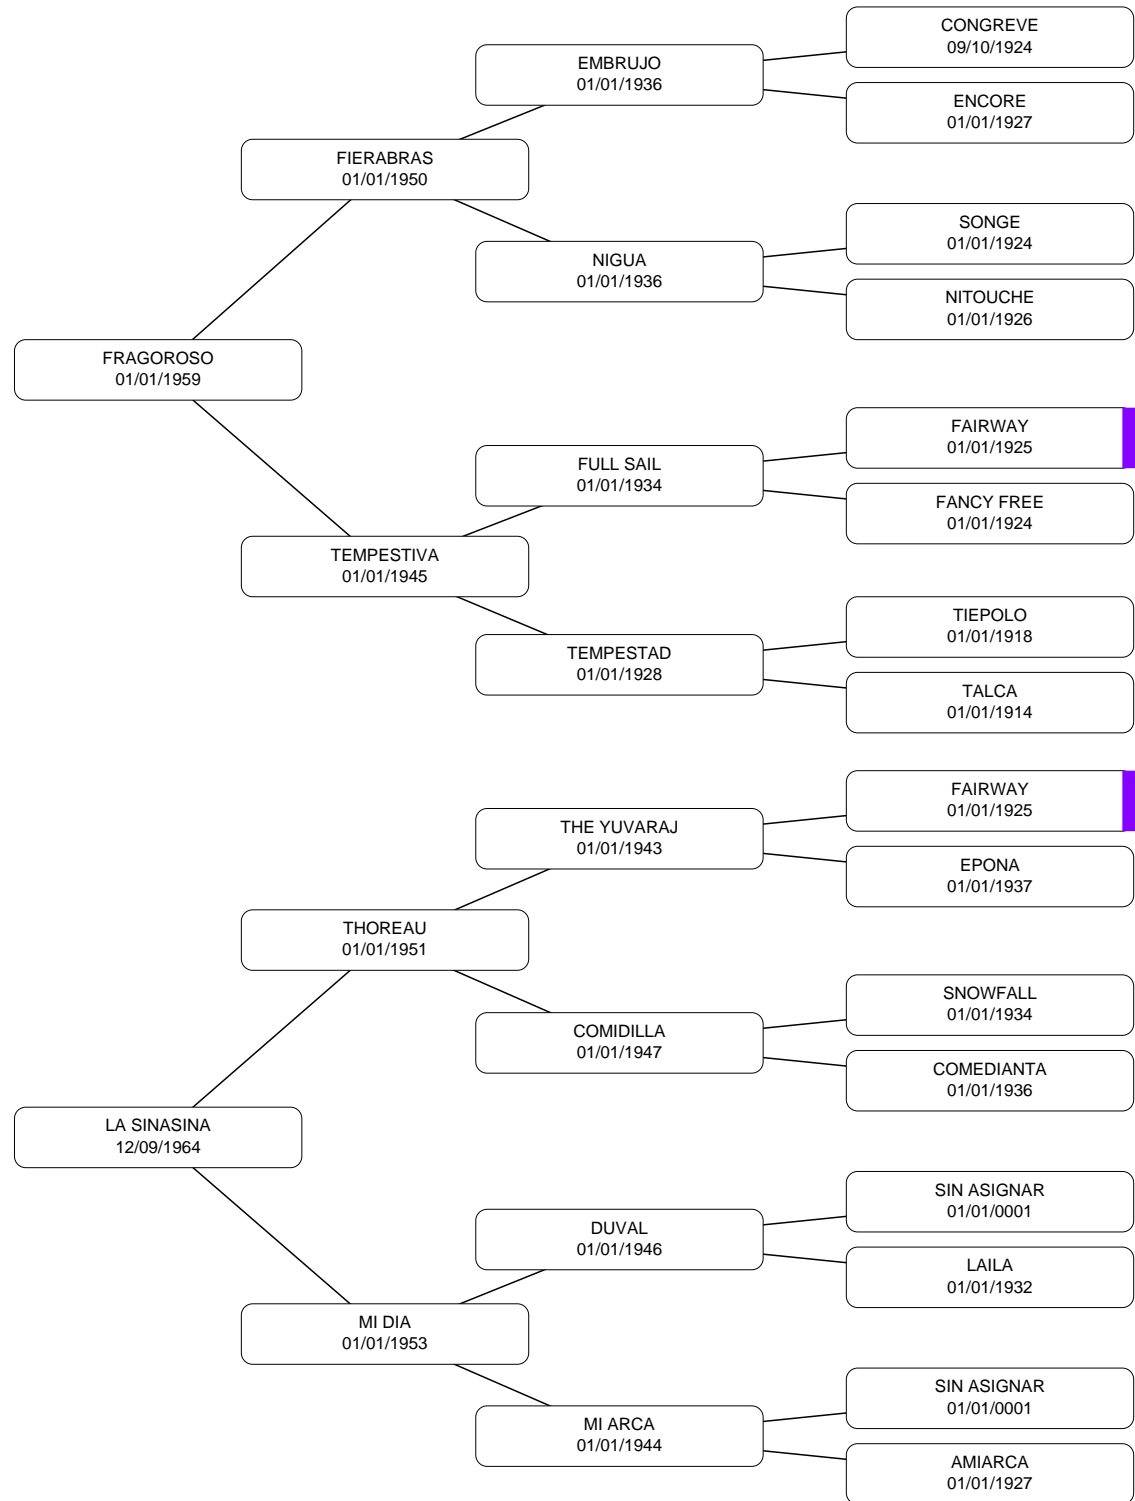 CONGREVE
09/10/1924
EMBRUJO
01/01/1936
ENCORE
01/01/1927
FIERABRAS
01/01/1950
SONGE
01/01/1924
NIGUA
01/01/1936
NITOUCHE
01/01/1926
FRAGOROSO
01/01/1959
FAIRWAY
01/01/1925
FULL SAIL
01/01/1934
FANCY FREE
01/01/1924
TEMPESTIVA
01/01/1945
TIEPOLO
01/01/1918
TEMPESTAD
01/01/1928
TALCA
01/01/1914
FAIRWAY
01/01/1925
THE YUVARAJ
01/01/1943
EPONA
01/01/1937
THOREAU
01/01/1951
SNOWFALL
01/01/1934
COMIDILLA
01/01/1947
COMEDIANTA
01/01/1936
LA SINASINA
12/09/1964
SIN ASIGNAR
01/01/0001
DUVAL
01/01/1946
LAILA
01/01/1932
MI DIA
01/01/1953
SIN ASIGNAR
01/01/0001
MI ARCA
01/01/1944
AMIARCA
01/01/1927